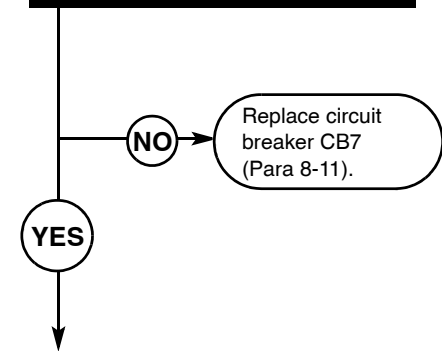 NO
Replace circuit
breaker CB7
(Para 8-11).
YES